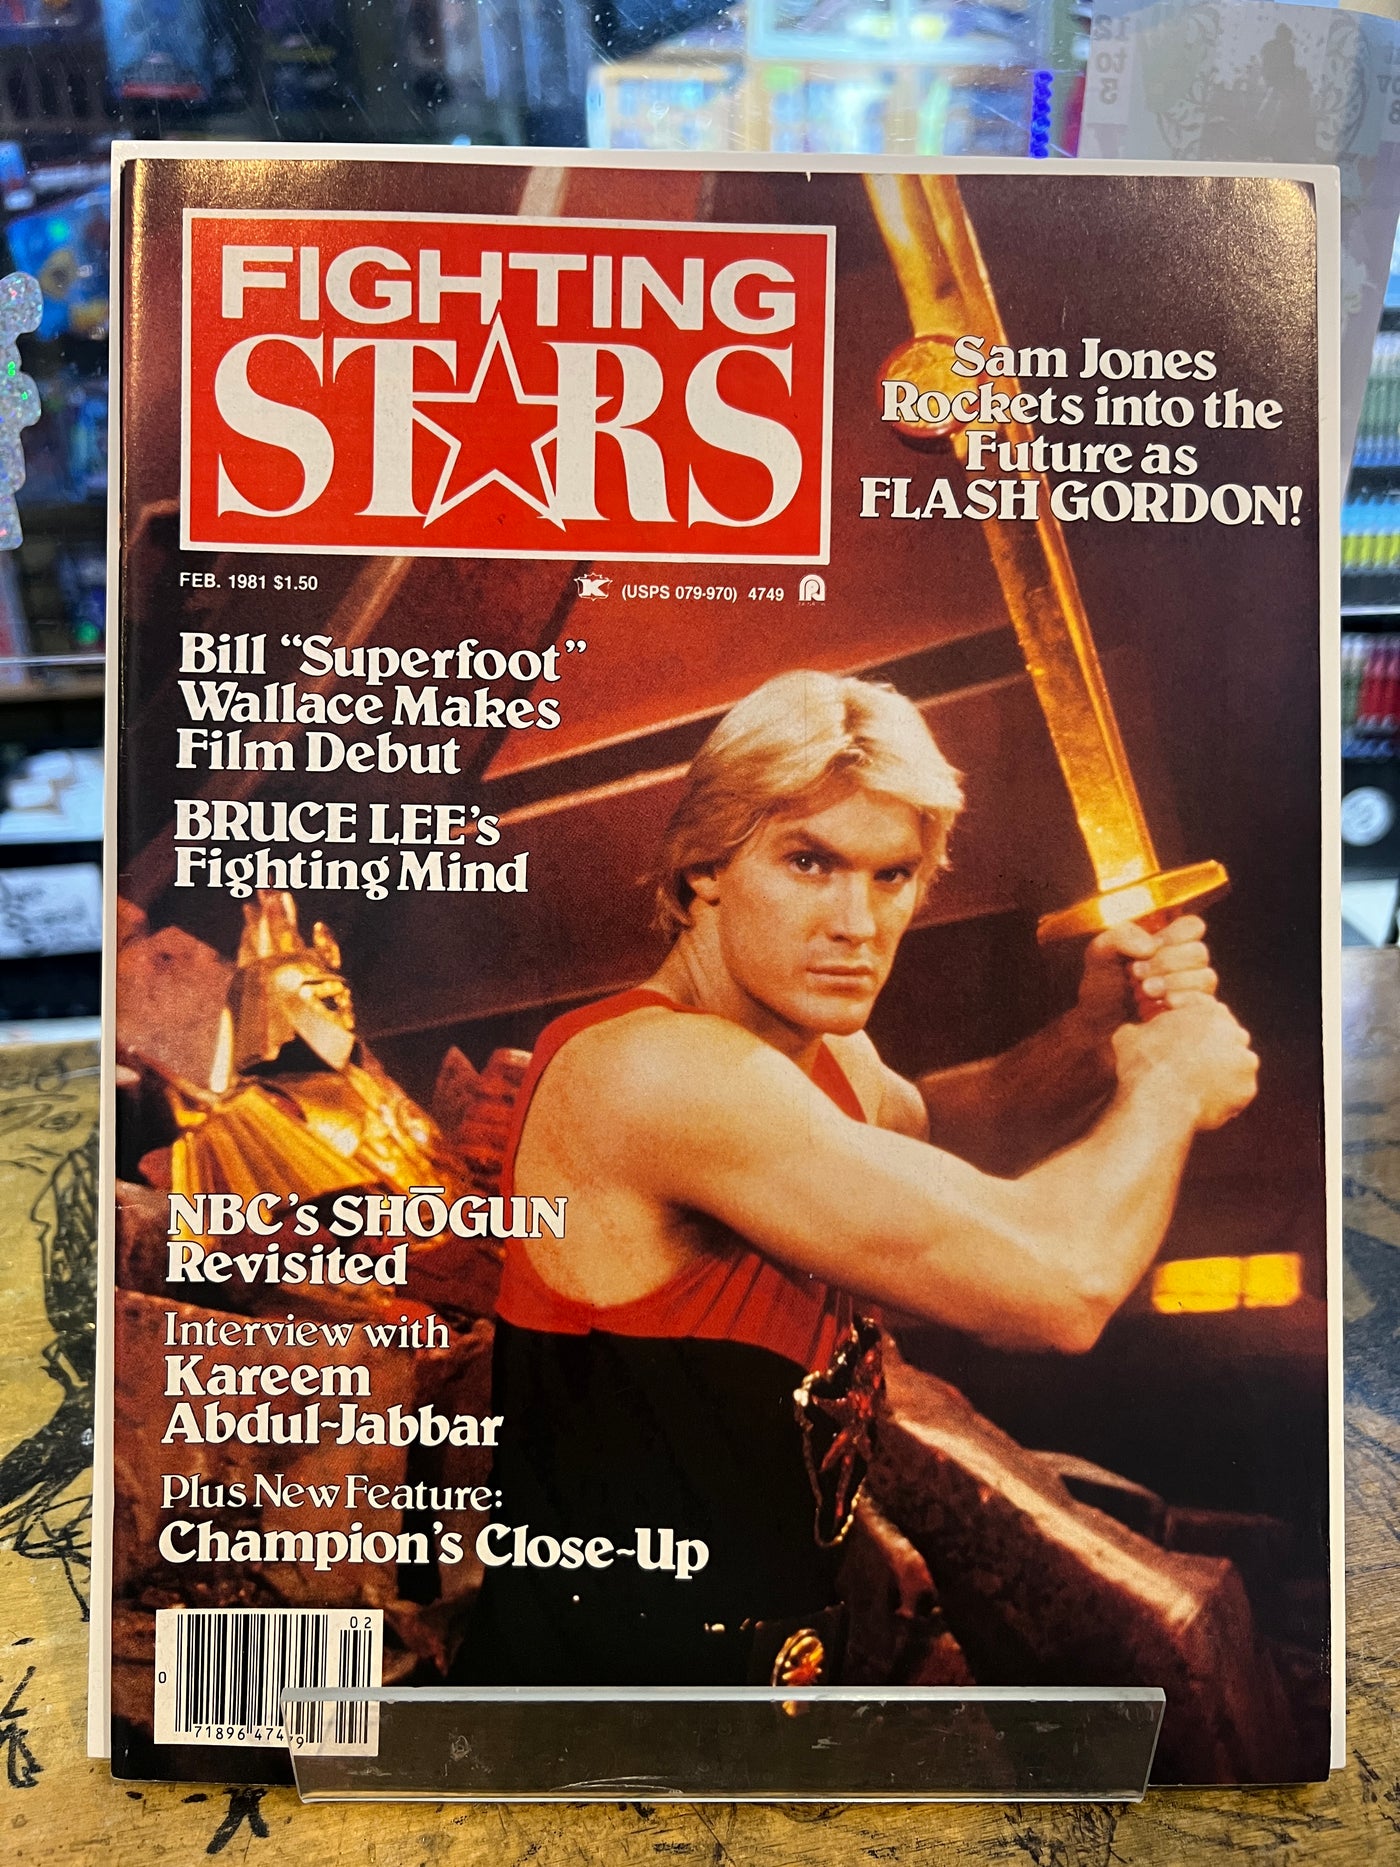 FIGHTING
STARS
Sam Jones
Rockets into the
Future as
FLASH GORDON!
FEB. 1981 $1.50
K (USPS 079-970) 4749
Bill “Superfoot”
Wallace Makes
Film Debut
BRUCE LEE’s
Fighting Mind
NBC’s SHŌGUN
Revisited
Interview with
Kareem
Abdul-Jabbar
Plus New Feature:
Champion’s Close-Up
02
0
71896 47479